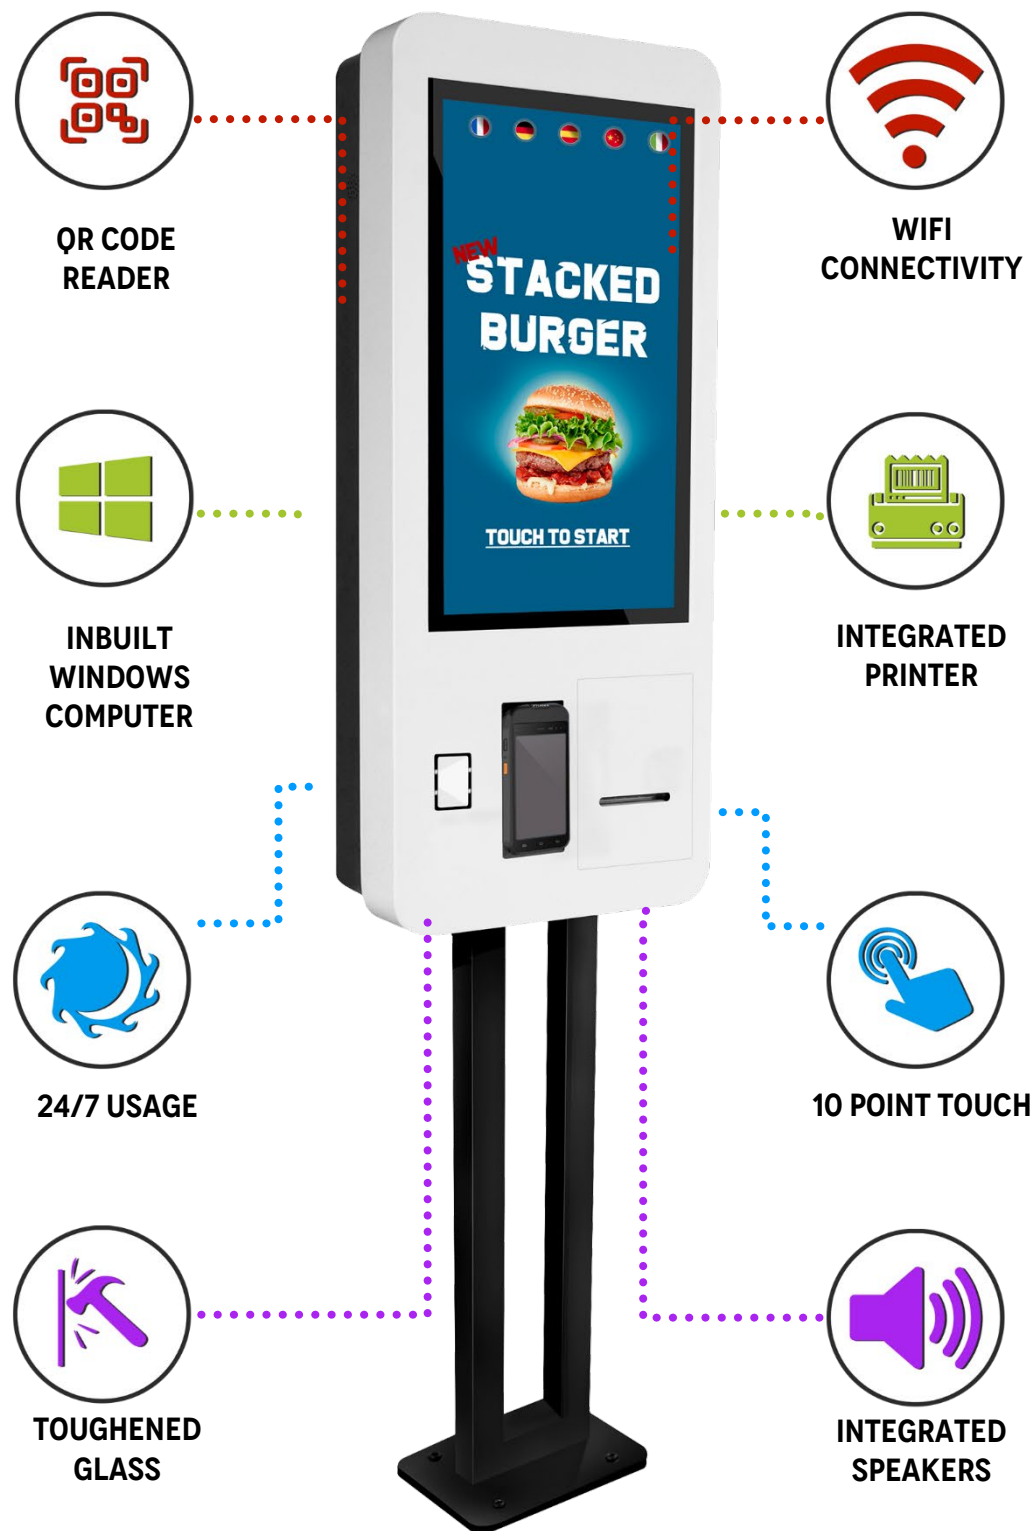 QR CODE
READER
WIFI
CONNECTIVITY
NEW
STACKED
BURGER
TOUCH TO START
INBUILT
WINDOWS
COMPUTER
INTEGRATED
PRINTER
24/7 USAGE
10 POINT TOUCH
TOUGHENED
GLASS
INTEGRATED
SPEAKERS